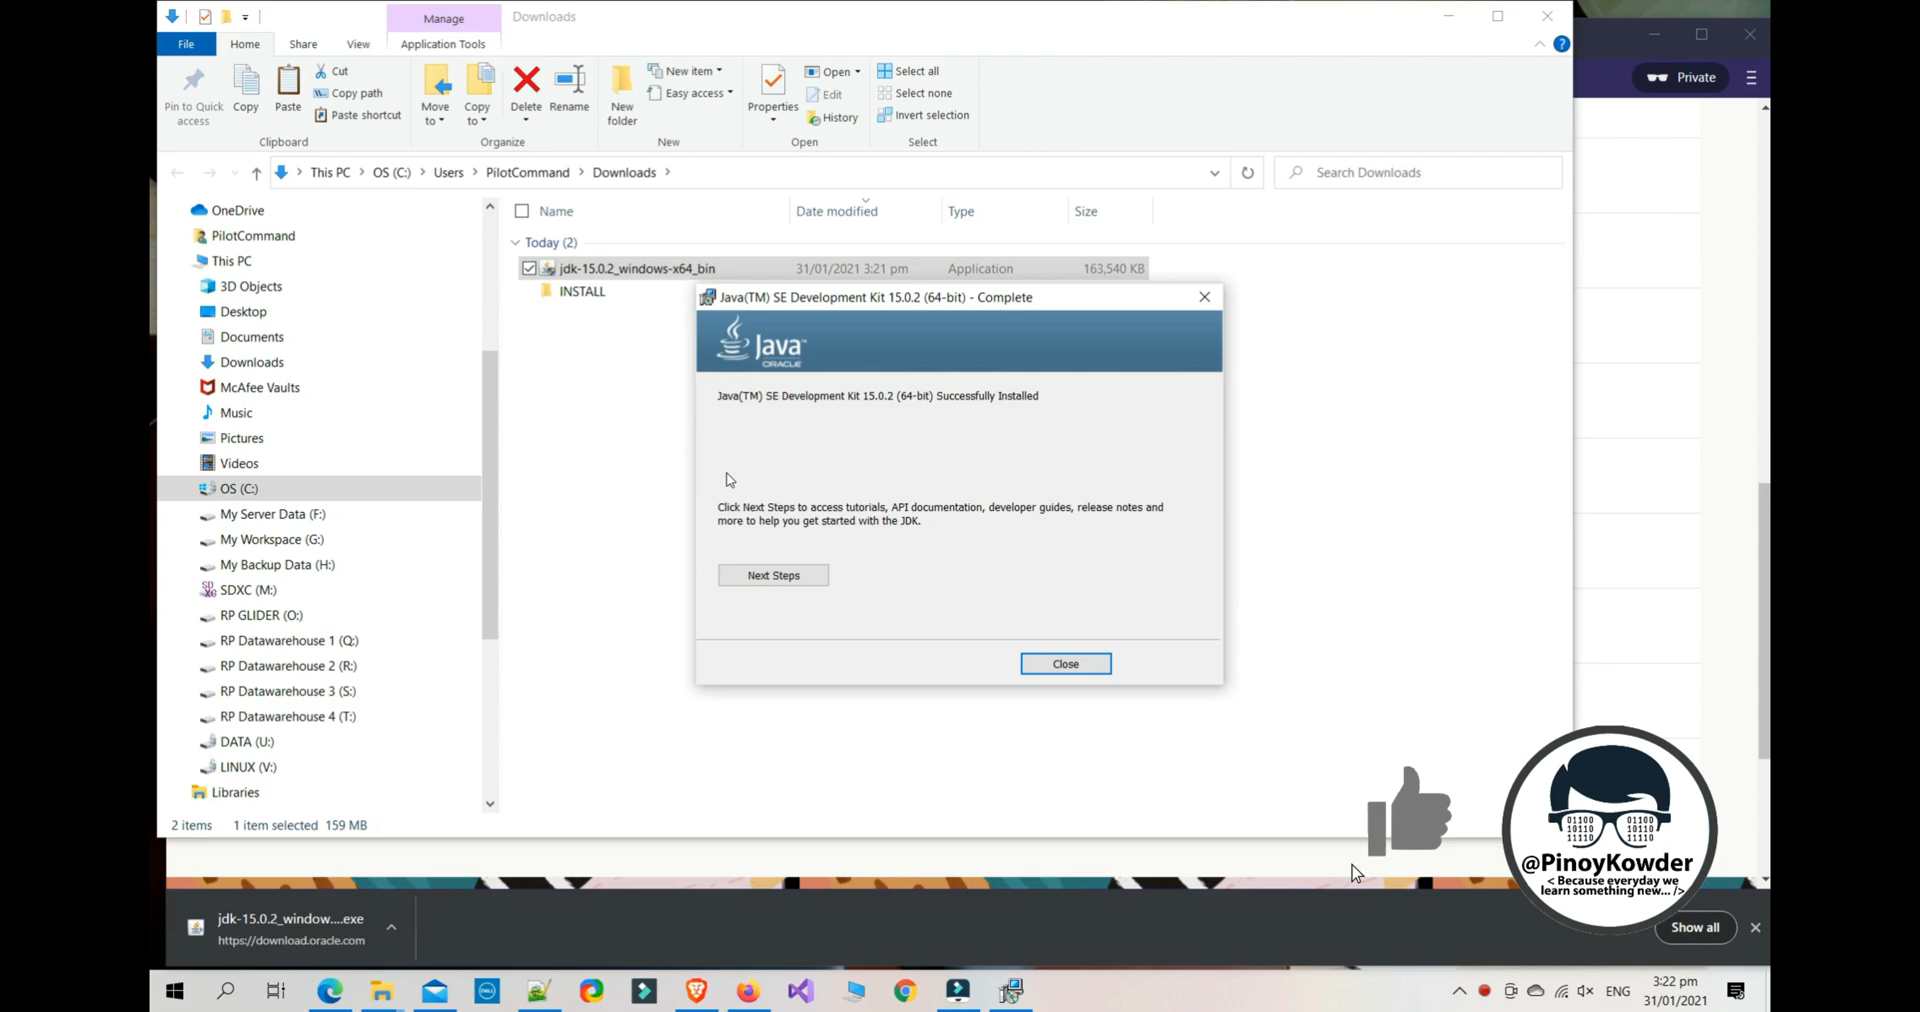 Manage
Downloads
File
Home
Share
View
Application Tools
Pin to Quick access
Copy
Paste
Cut
Copy path
Paste shortcut
Clipboard
Move to
Copy to
Delete
Rename
Organize
New folder
New item
Easy access
New
Properties
Open
Edit
History
Open
Select all
Select none
Invert selection
Select
Private
This PC > OS (C:) > Users > PilotCommand > Downloads >
Search Downloads
Name
Date modified
Type
Size
Today (2)
jdk-15.0.2_windows-x64_bin
31/01/2021 3:21 pm
Application
163,540 KB
INSTALL
OneDrive
PilotCommand
This PC
3D Objects
Desktop
Documents
Downloads
McAfee Vaults
Music
Pictures
Videos
OS (C:)
My Server Data (F:)
My Workspace (G:)
My Backup Data (H:)
SDXC (M:)
RP GLIDER (O:)
RP Datawarehouse 1 (Q:)
RP Datawarehouse 2 (R:)
RP Datawarehouse 3 (S:)
RP Datawarehouse 4 (T:)
DATA (U:)
LINUX (V:)
Libraries
2 items
1 item selected 159 MB
Java(TM) SE Development Kit 15.0.2 (64-bit) - Complete
Java™
ORACLE
Java(TM) SE Development Kit 15.0.2 (64-bit) Successfully Installed
Click Next Steps to access tutorials, API documentation, developer guides, release notes and
more to help you get started with the JDK.
Next Steps
Close
01100 01100
10110 10110
11110 11110
@PinoyKowder
< Because everyday we
learn something new... />
jdk-15.0.2_window....exe
https://download.oracle.com
Show all
DELL
ENG
3:22 pm
31/01/2021